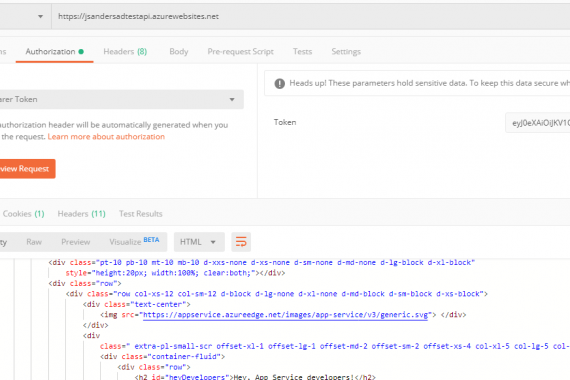 https://jsandersadtestapi.azurewebsites.net
Authorization Headers (8) Body Pre-request Script Tests Settings
Heads up! These parameters hold sensitive data. To keep this data secure
Token
Token
authorization header will be automatically generated when you
the request. Learn more about authorization
Request
Cookies (1) Headers (11) Test Results
Raw Preview Visualize BETA HTML
<div class="pt-10 pb-10 mt-10 mb-10 d-xxs-none d-xs-none d-sm-none d-md-none d-lg-block d-xl-block"
style="height:20px; width:100%; clear:both;"></div>
<div class="row">
<div class="row col-xs-12 col-sm-12 d-block d-lg-none d-xl-none d-md-block d-sm-block d-xs-block">
<div class="text-center">
<img src="https://appservice.azureedge.net/images/app-service/v3/generic.svg"> </div>
</div>
<div
class=" extra-pl-small-scr offset-xl-1 offset-lg-1 offset-md-2 offset-sm-2 offset-xs-4 col-xl-5 col-lg-5 col-
<div class="container-fluid">
<div class="row">
<h2 id="heyDevelopers">Hey, App Service developers!</h2>